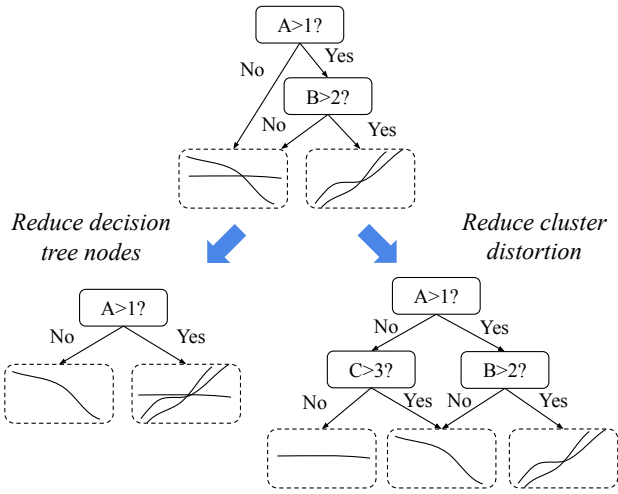 A>1?
No
Yes
B>2?
No
Yes
Reduce decision
tree nodes
Reduce cluster
distortion
A>1?
No
Yes
A>1?
No
Yes
C>3?
B>2?
No
Yes
No
Yes